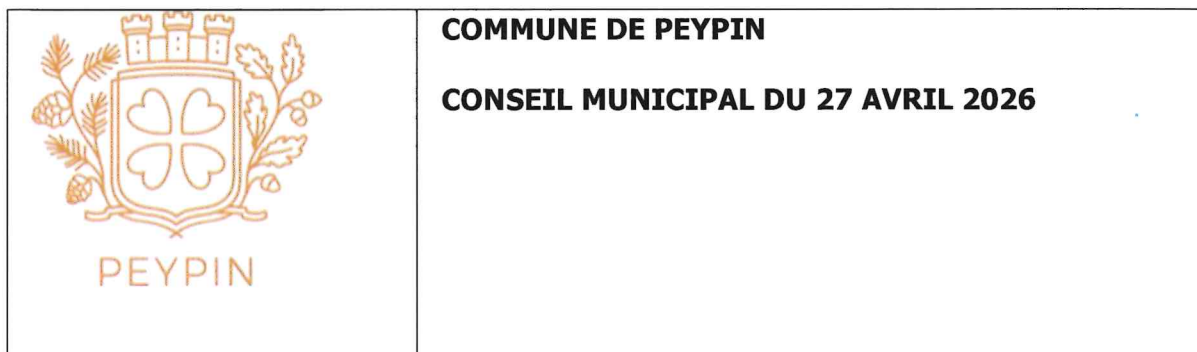 PEYPIN
COMMUNE DE PEYPIN
CONSEIL MUNICIPAL DU 27 AVRIL 2026